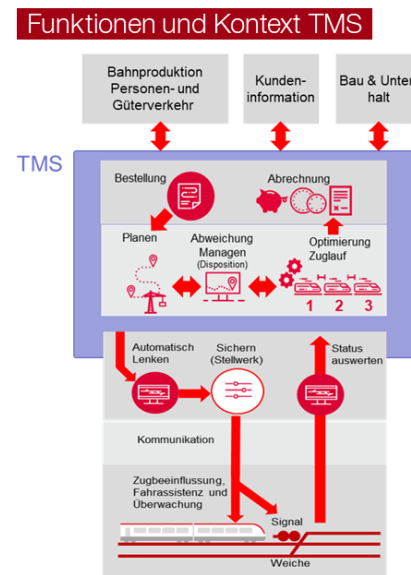 Funktionen und Kontext TMS
Bahnproduktion
Personen- und
Güterverkehr
Kunden-
information
Bau & Unter
halt
TMS
Bestellung
Abrechnung
Planen
Abweichung
Managen
(Disposition)
Optimierung
Zuglauf
1 2 3
Automatisch
Lenken
Sichern
(Stellwerk)
Status
auswerten
Kommunikation
Zugbeeinflussung,
Fahrassistenz und
Überwachung
Signal
Weiche